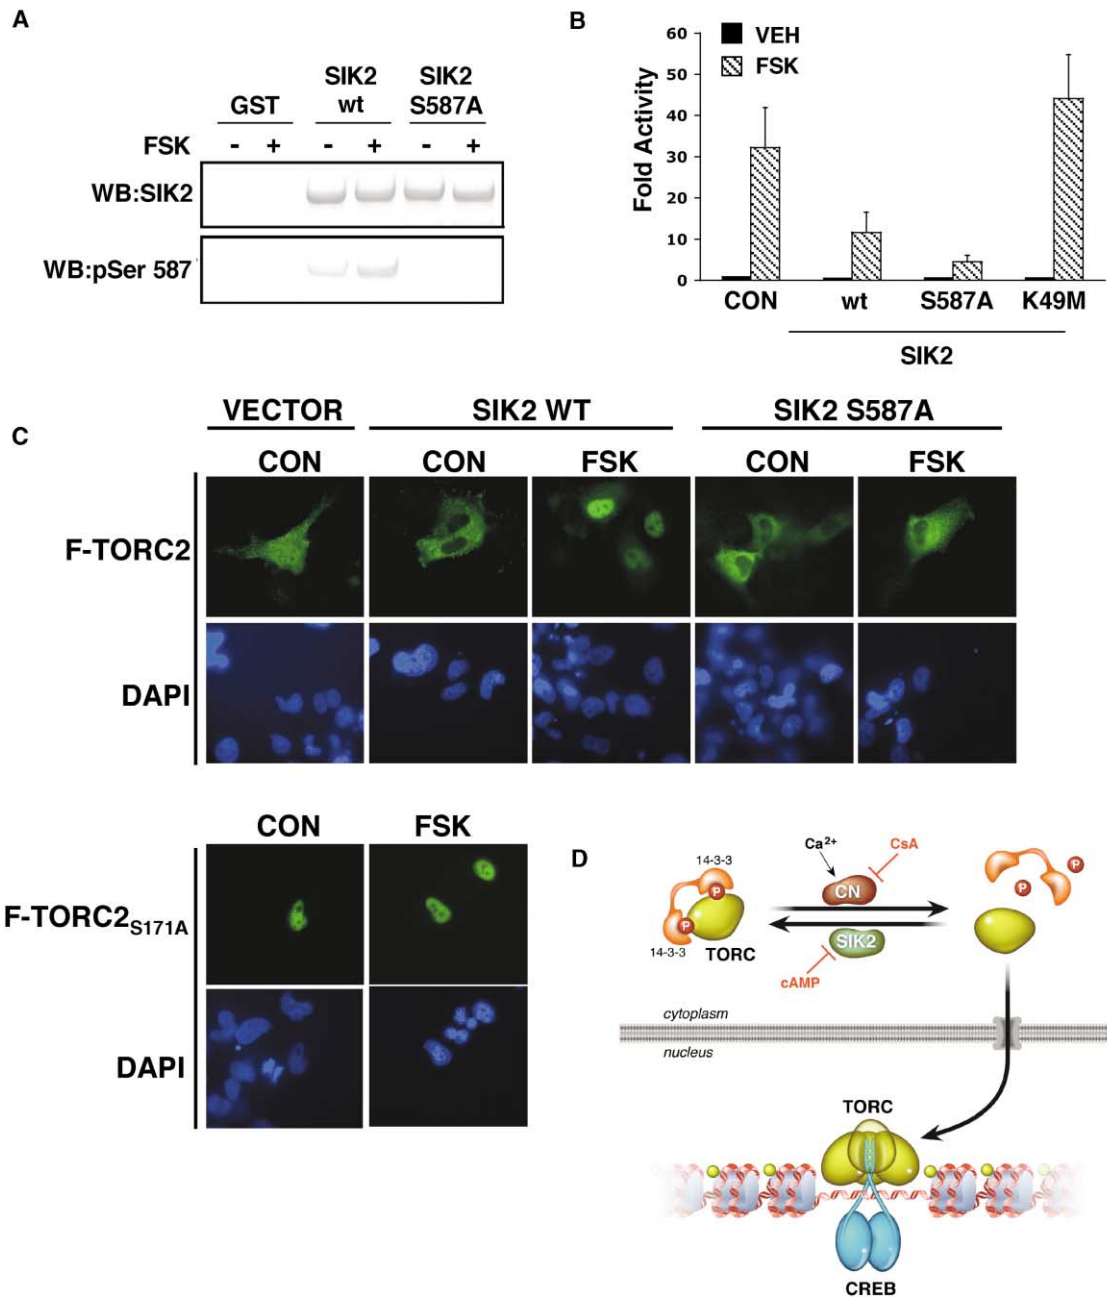 A
SIK2 SIK2
GST wt S587A
FSK - + - + - +
WB:SIK2
WB:pSer 587
B
VEH
FSK
Fold Activity
60
50
40
30
20
10
0
CON wt S587A K49M
SIK2
C
VECTOR SIK2 WT SIK2 S587A
CON CON FSK CON FSK
F-TORC2
DAPI
CON FSK
F-TORC2S171A
DAPI
D
14-3-3
Ca2+
CsA
P
CN
P
P
P
SIK2
14-3-3
TORC
cAMP
cytoplasm
nucleus
TORC
CREB